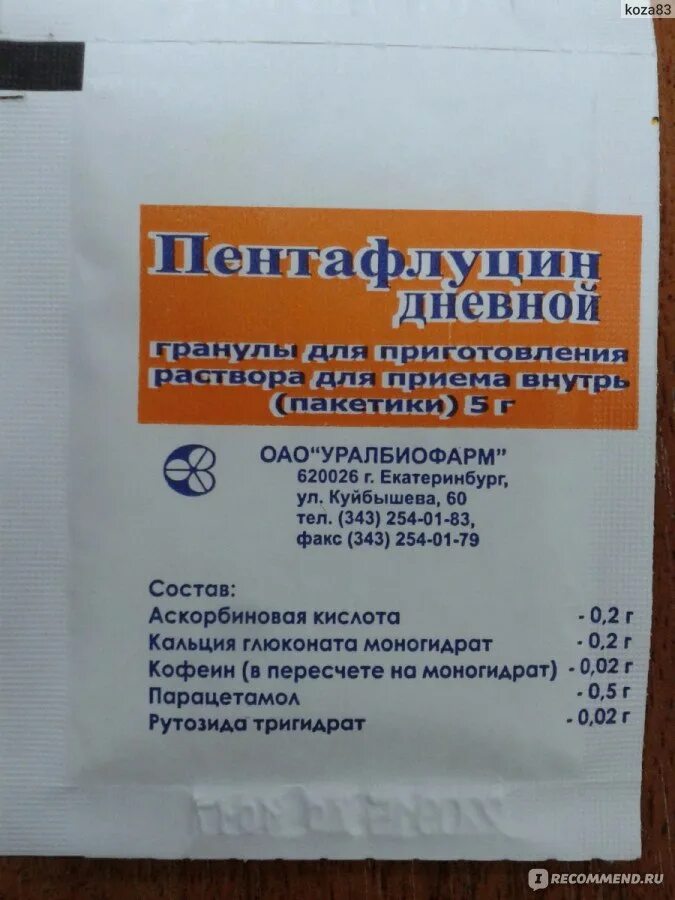 koza83
Пентафлуцин
дневной
гранулы для приготовления
раствора для приема внутрь
(пакетики) 5 г
ОАО"УРАЛБИОФАРМ"
620026 г. Екатеринбург,
ул. Куйбышева, 60
тел. (343) 254-01-83,
факс (343) 254-01-79
Состав:
Аскорбиновая кислота - 0,2 г
Кальция глюконата моногидрат - 0,2 г
Кофеин (в пересчете на моногидрат) - 0,02 г
Парацетамол - 0,5 г
Рутозида тригидрат - 0,02 г
IRECOMMEND.RU